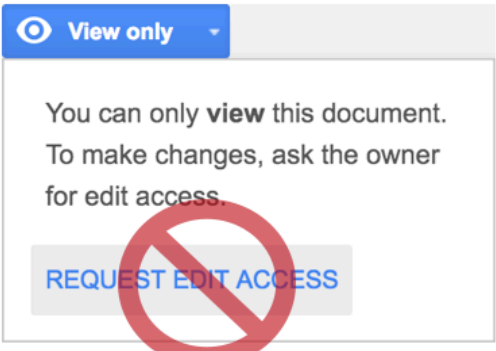 View only
You can only view this document.
To make changes, ask the owner
for edit access.
REQUEST EDIT ACCESS